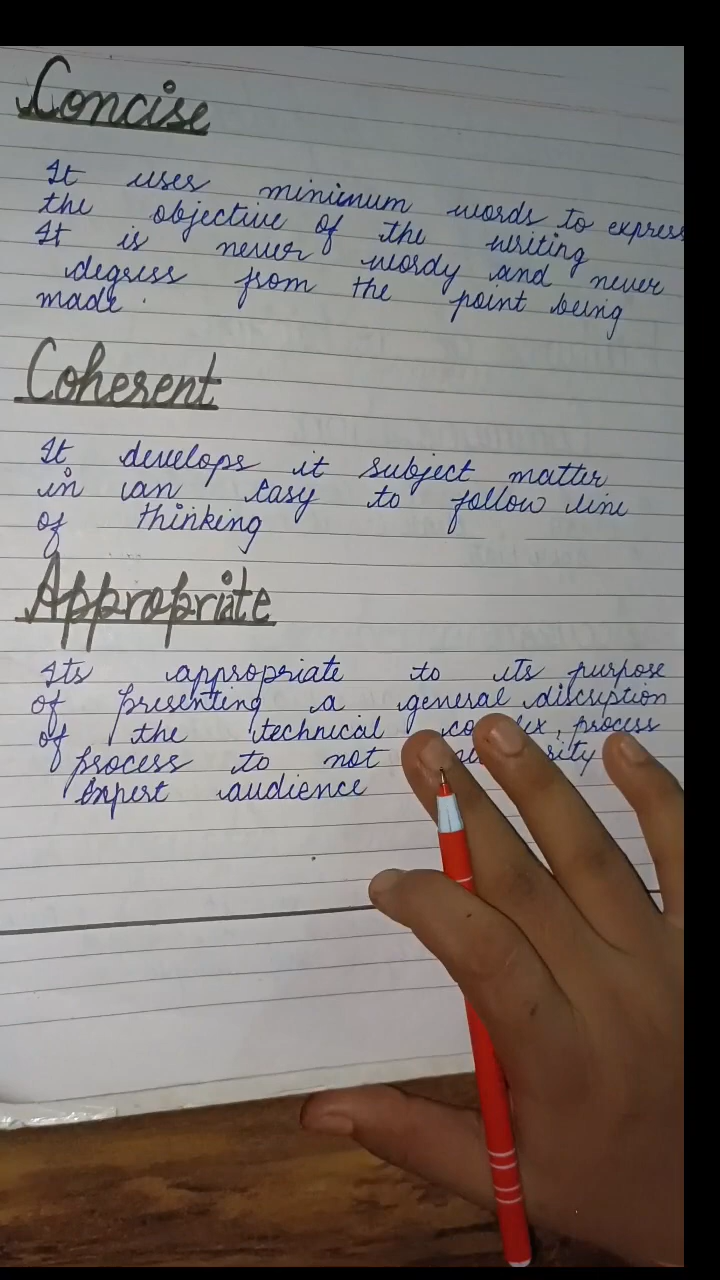 Concise
It uses minimum words to express
the objective of the writing
It is never wordy and never
degress from the point being
made.
Coherent
It develops it subject matter
in an easy to follow line
of thinking
Appropriate
Its appropriate to its purpose
of presenting a general discription
of the technical process
process to not
expert audience